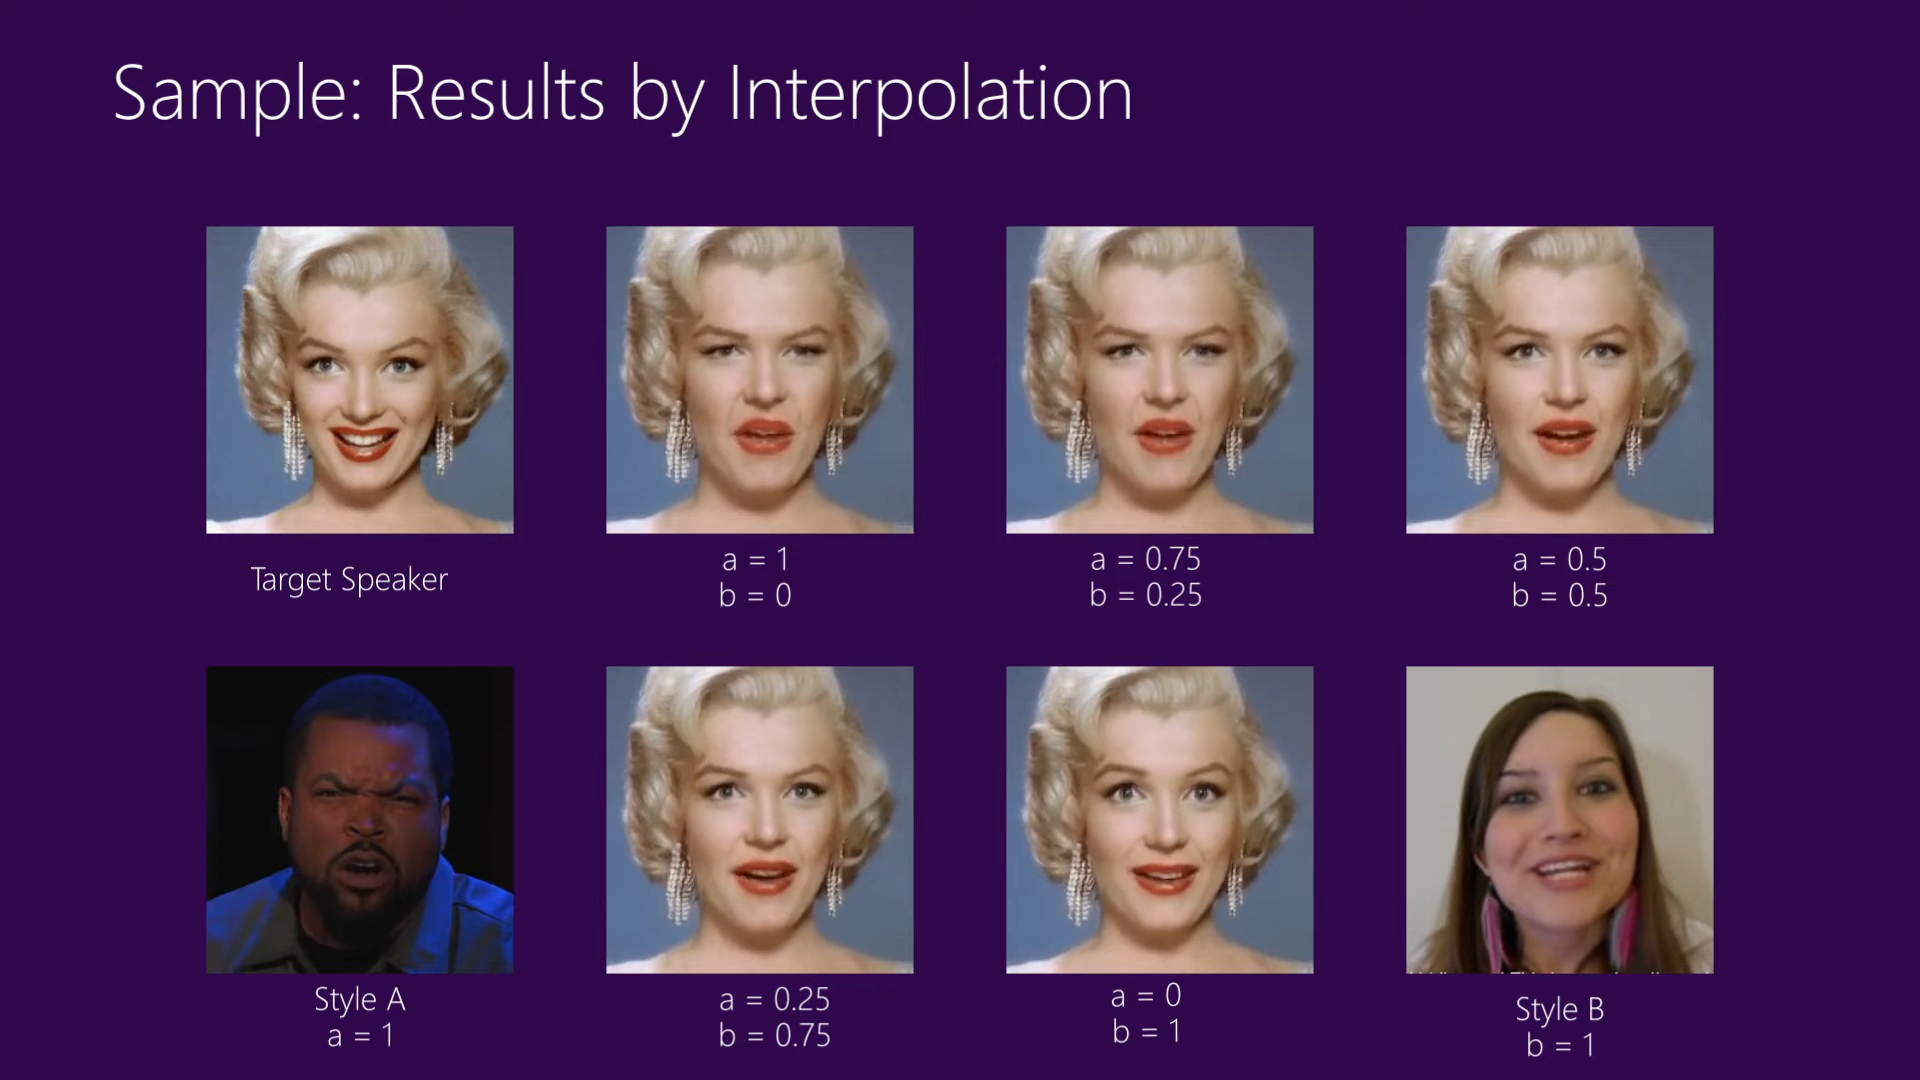 Sample: Results by Interpolation
Target Speaker
a = 1
b = 0
a = 0.75
b = 0.25
a = 0.5
b = 0.5
Style A
a = 1
a = 0.25
b = 0.75
a = 0
b = 1
Style B
b = 1